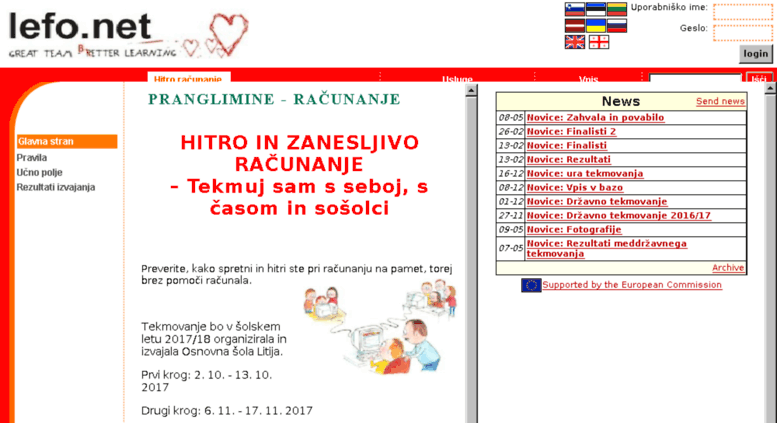 lefo.net
GREAT TEAM BETTER LEARNING
Uporabniško ime:
Geslo:
login
Hitro računanje
Usluge
Vpis
Išči
Glavna stran
Pravila
Učno polje
Rezultati izvajanja
PRANGLIMINE - RAČUNANJE
HITRO IN ZANESLJIVO
RAČUNANJE
– Tekmuj sam s seboj, s
časom in sošolci
Preverite, kako spretni in hitri ste pri računanju na pamet, torej
brez pomoči računala.
Tekmovanje bo v šolskem
letu 2017/18 organizirala in
izvajala Osnovna šola Litija.
Prvi krog: 2. 10. - 13. 10.
2017
Drugi krog: 6. 11. - 17. 11. 2017
News
Send news
08-05 Novice: Zahvala in povabilo
26-02 Novice: Finalisti 2
19-02 Novice: Finalisti
19-02 Novice: Rezultati
16-12 Novice: ura tekmovanja
08-12 Novice: Vpis v bazo
01-12 Novice: Državno tekmovanje
27-11 Novice: Državno tekmovanje 2016/17
09-05 Novice: Fotografije
07-05 Novice: Rezultati meddržavnega
tekmovanja
Archive
Supported by the European Commission